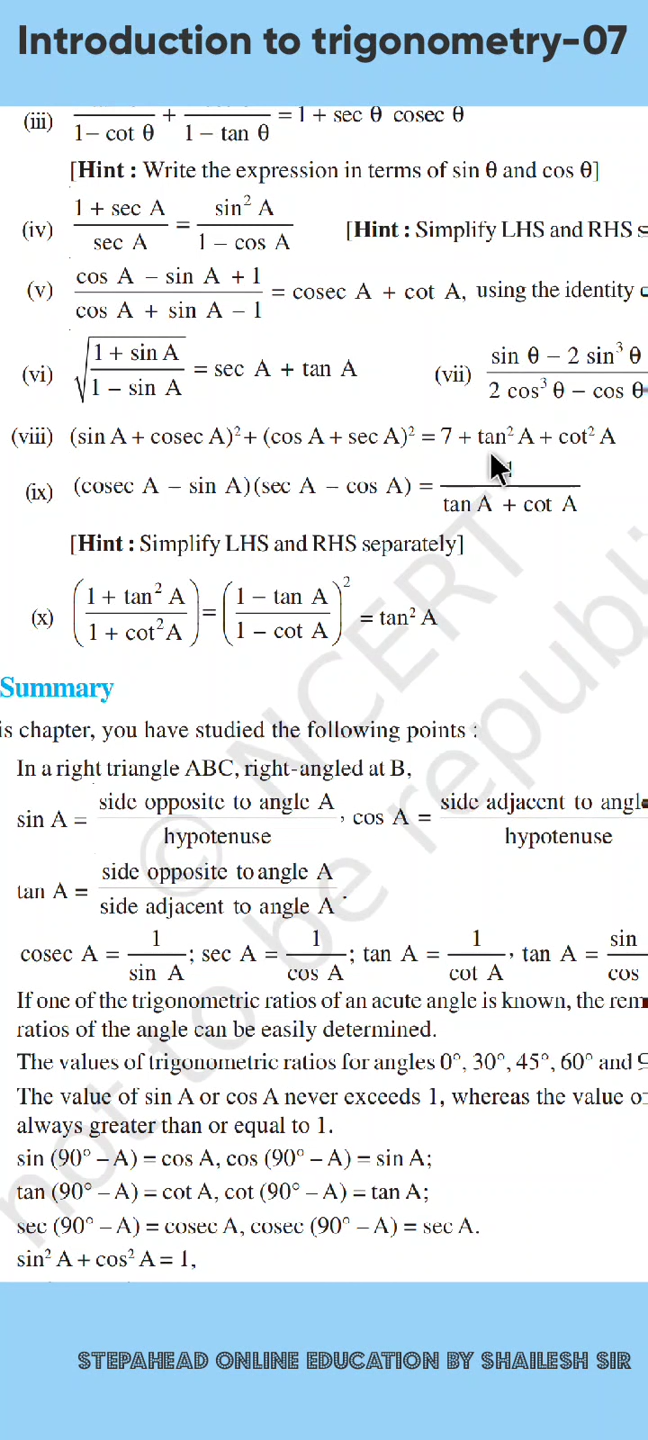 Introduction to trigonometry-07
(iii) 1– cot θ + 1 – tan θ = 1 + sec θ cosec θ
[Hint : Write the expression in terms of sin θ and cos θ]
(iv) (1 + sec A)/(sec A) = (sin² A)/(1 – cos A) [Hint : Simplify LHS and RHS
(v) (cos A – sin A + 1)/(cos A + sin A – 1) = cosec A + cot A, using the identity
(vi) √((1 + sin A)/(1 – sin A)) = sec A + tan A (vii) (sin θ – 2 sin³ θ)/(2 cos³ θ – cos θ)
(viii) (sin A + cosec A)² + (cos A + sec A)² = 7 + tan² A + cot² A
(ix) (cosec A – sin A)(sec A – cos A) = /(tan A + cot A)
[Hint : Simplify LHS and RHS separately]
(x) ((1 + tan² A)/(1 + cot² A)) = ((1 – tan A)/(1 – cot A))² = tan² A
Summary
is chapter, you have studied the following points :
In a right triangle ABC, right-angled at B,
sin A = (side opposite to angle A)/(hypotenuse), cos A = (side adjacent to)/(hypotenuse)
tan A = (side opposite to angle A)/(side adjacent to angle A).
cosec A = 1/(sin A); sec A = 1/(cos A); tan A = 1/(cot A), tan A = sin/cos
If one of the trigonometric ratios of an acute angle is known, the
ratios of the angle can be easily determined.
The values of trigonometric ratios for angles 0°, 30°, 45°, 60° and
The value of sin A or cos A never exceeds 1, whereas the value
always greater than or equal to 1.
sin (90° – A) = cos A, cos (90° – A) = sin A;
tan (90° – A) = cot A, cot (90° – A) = tan A;
sec (90° – A) = cosec A, cosec (90° – A) = sec A.
sin² A + cos² A = 1,
© NCERT
not to be republi
STEPAHEAD ONLINE EDUCATION BY SHAILESH SIR